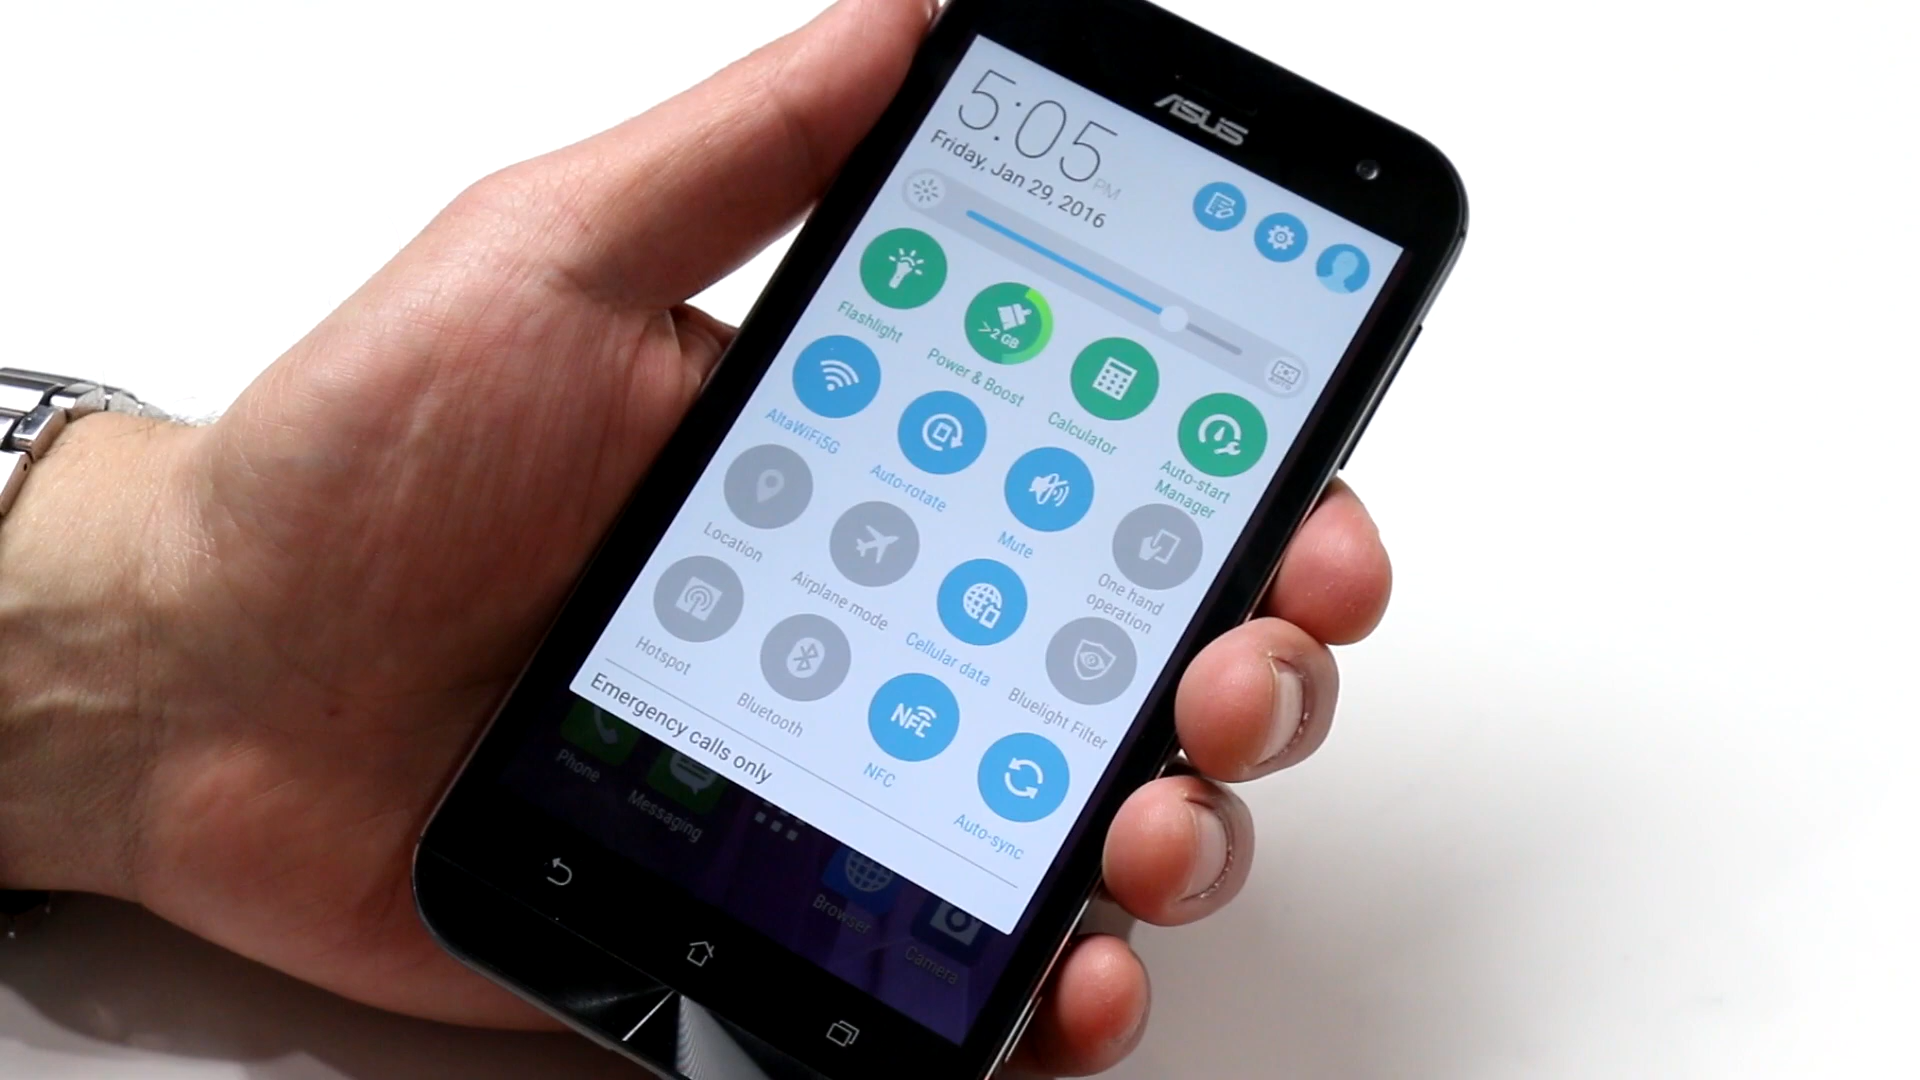 ASUS
5:05 PM
Friday, Jan 29, 2016
AUTO
>2 GB
Flashlight
Power & Boost
Calculator
Auto-start
Manager
AltaWiFi5G
Auto-rotate
Mute
One hand
operation
Location
Airplane mode
Cellular data
Bluelight Filter
Hotspot
Bluetooth
NFC
NFC
Auto-sync
Emergency calls only
Phone
Messaging
Browser
Camera